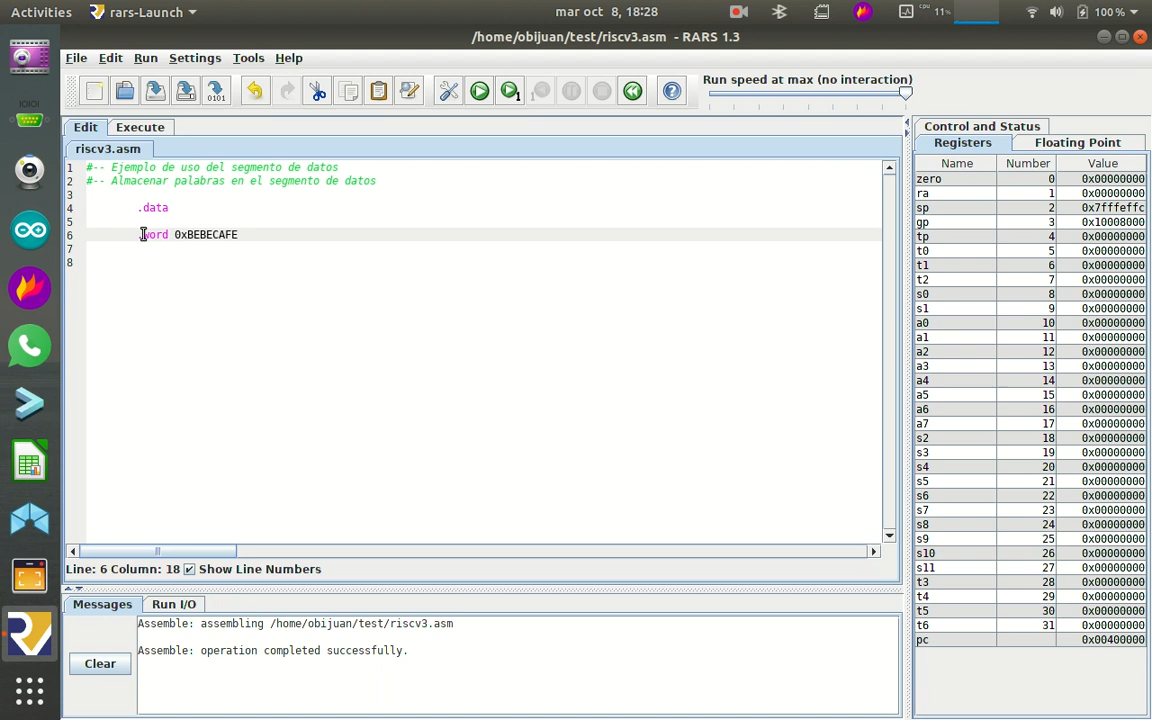 Activities rars-Launch mar oct 8, 18:28 cpu 11% 100%
/home/obijuan/test/riscv3.asm - RARS 1.3
File Edit Run Settings Tools Help
Run speed at max (no interaction)
Edit Execute
riscv3.asm
1 #-- Ejemplo de uso del segmento de datos
2 #-- Almacenar palabras en el segmento de datos
3
4 .data
5
6 .word 0xBEBECAFE
7
8
Line: 6 Column: 18 Show Line Numbers
Messages Run I/O
Assemble: assembling /home/obijuan/test/riscv3.asm
Assemble: operation completed successfully.
Clear
Control and Status
Registers Floating Point
Name Number Value
zero 0 0x00000000
ra 1 0x00000000
sp 2 0x7fffeffc
gp 3 0x10008000
tp 4 0x00000000
t0 5 0x00000000
t1 6 0x00000000
t2 7 0x00000000
s0 8 0x00000000
s1 9 0x00000000
a0 10 0x00000000
a1 11 0x00000000
a2 12 0x00000000
a3 13 0x00000000
a4 14 0x00000000
a5 15 0x00000000
a6 16 0x00000000
a7 17 0x00000000
s2 18 0x00000000
s3 19 0x00000000
s4 20 0x00000000
s5 21 0x00000000
s6 22 0x00000000
s7 23 0x00000000
s8 24 0x00000000
s9 25 0x00000000
s10 26 0x00000000
s11 27 0x00000000
t3 28 0x00000000
t4 29 0x00000000
t5 30 0x00000000
t6 31 0x00000000
pc 0x00400000